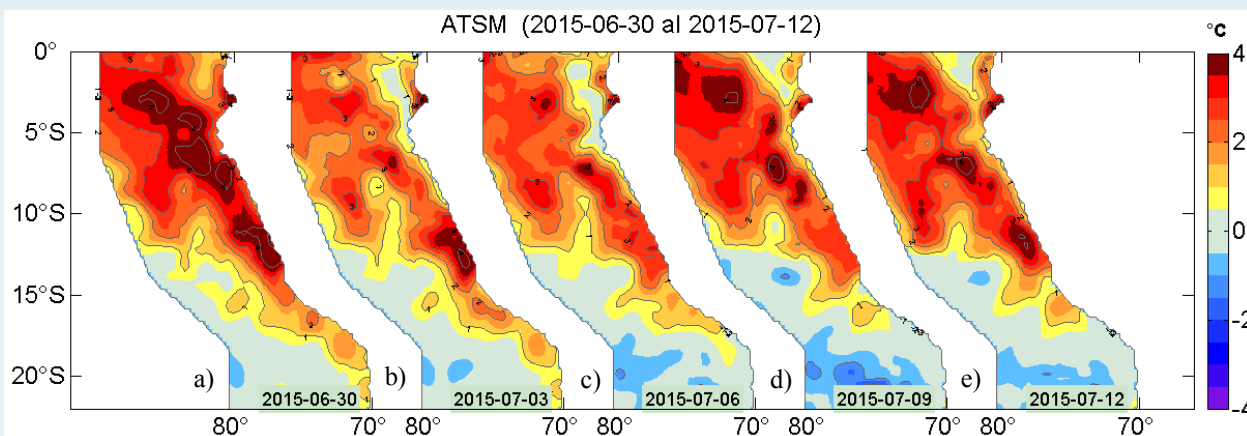 ATSM (2015-06-30 al 2015-07-12)
°C
0°
5°S
10°S
15°S
20°S
4
2
0
-2
-4
a) b) c) d) e)
2015-06-30 2015-07-03 2015-07-06 2015-07-09 2015-07-12
80° 70° 80° 70° 80° 70° 80° 70° 80° 70°